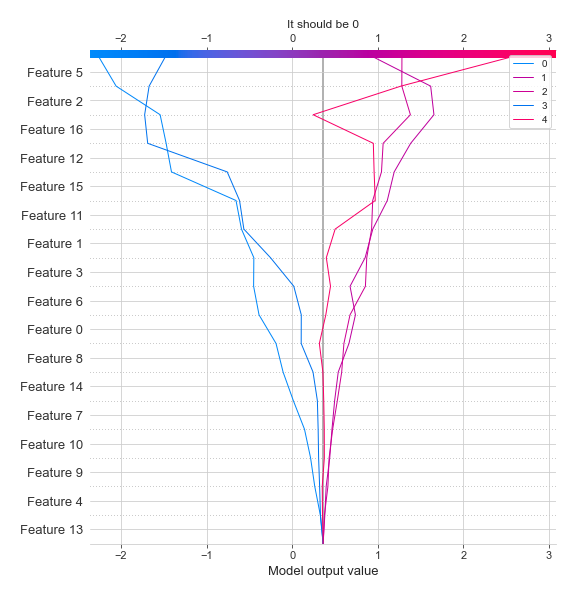 It should be 0
−2 −1 0 1 2 3
0
1
2
3
4
Feature 5
Feature 2
Feature 16
Feature 12
Feature 15
Feature 11
Feature 1
Feature 3
Feature 6
Feature 0
Feature 8
Feature 14
Feature 7
Feature 10
Feature 9
Feature 4
Feature 13
−2 −1 0 1 2 3
Model output value